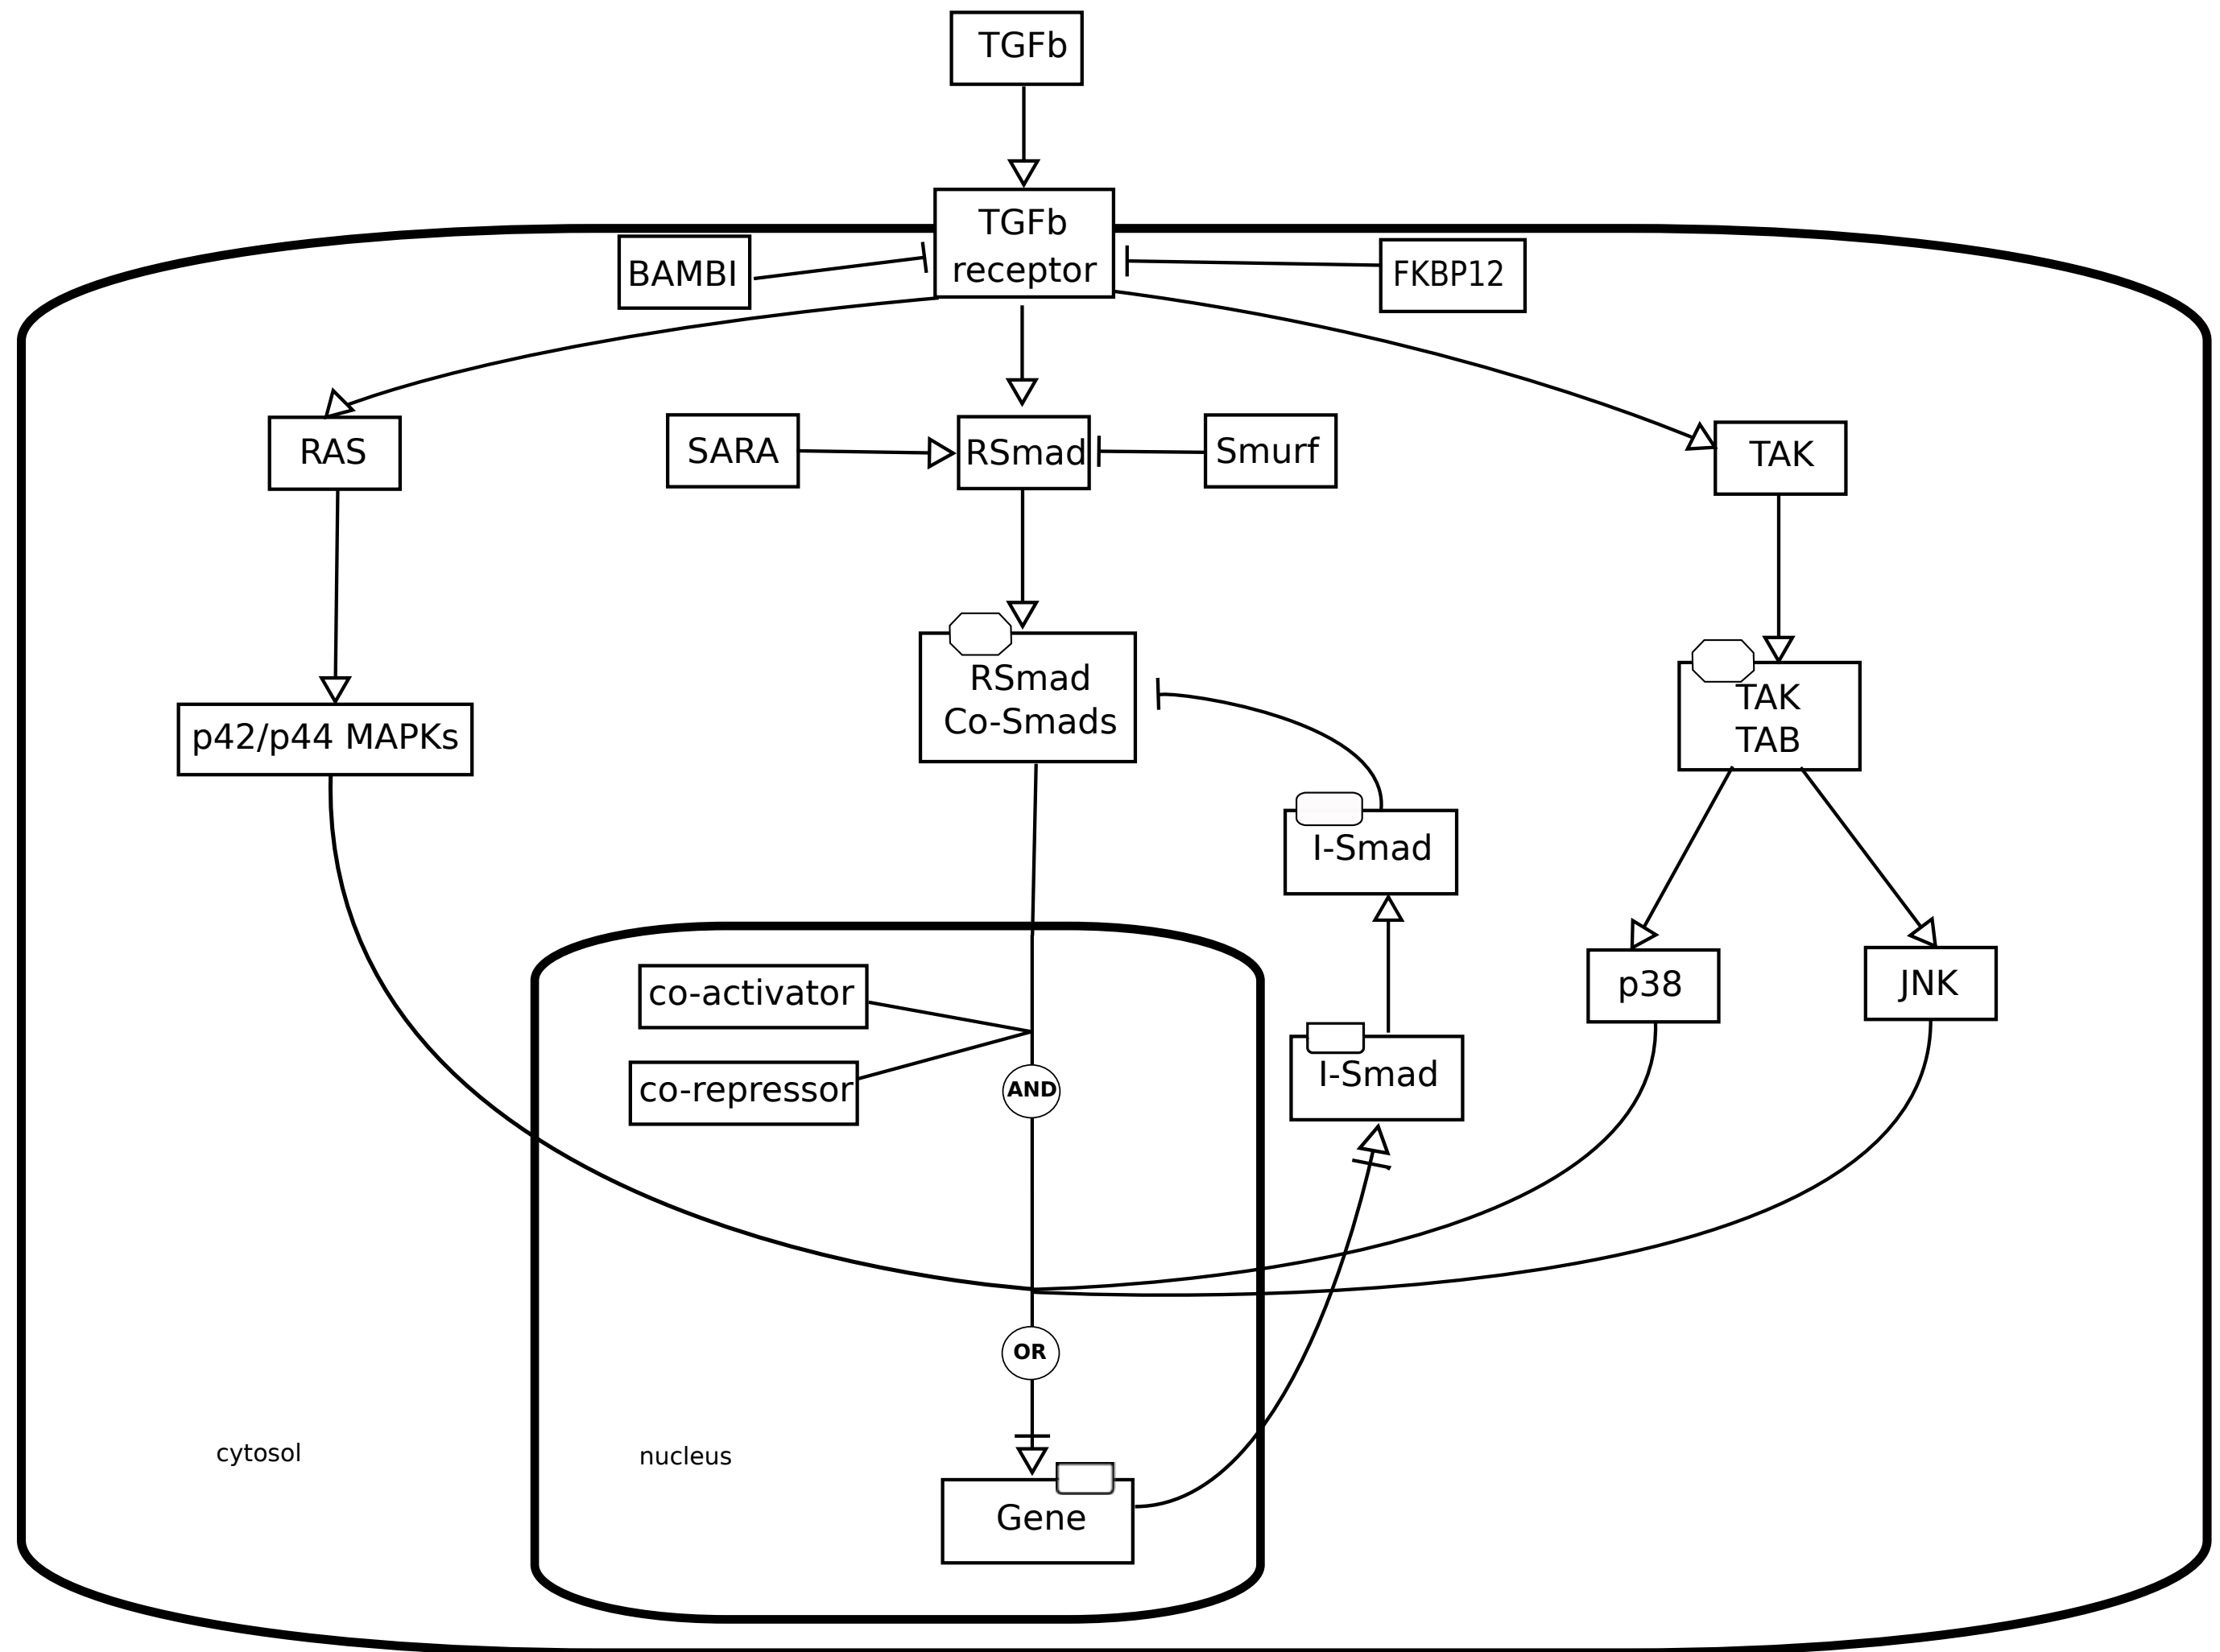 TGFb
TGFb
receptor
BAMBI
FKBP12
RAS
SARA
RSmad
Smurf
TAK
RSmad
Co-Smads
TAK
TAB
p42/p44 MAPKs
I-Smad
p38
JNK
co-activator
co-repressor
AND
I-Smad
OR
cytosol
nucleus
Gene